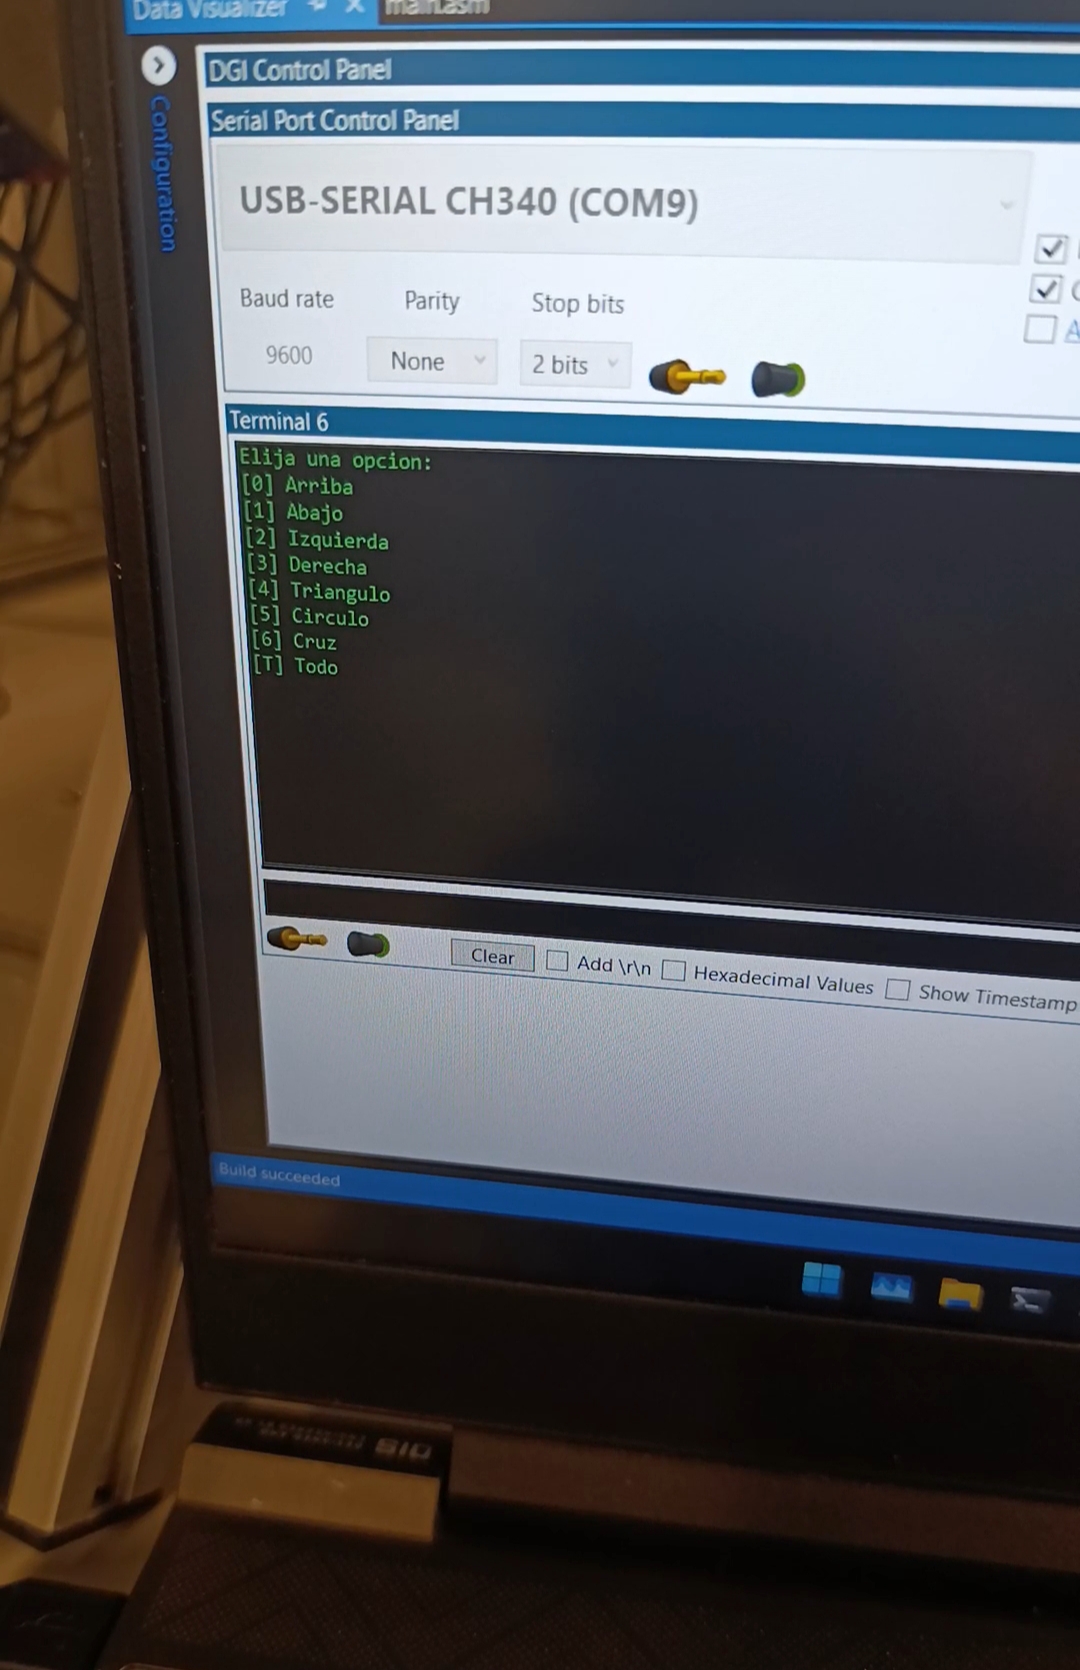 Data Visualizer main.asm
Configuration
DGI Control Panel
Serial Port Control Panel
USB-SERIAL CH340 (COM9)
Baud rate Parity Stop bits
9600 None 2 bits
Terminal 6
Elija una opcion:
[0] Arriba
[1] Abajo
[2] Izquierda
[3] Derecha
[4] Triangulo
[5] Circulo
[6] Cruz
[T] Todo
Clear Add \r\n Hexadecimal Values Show Timestamp
Build succeeded